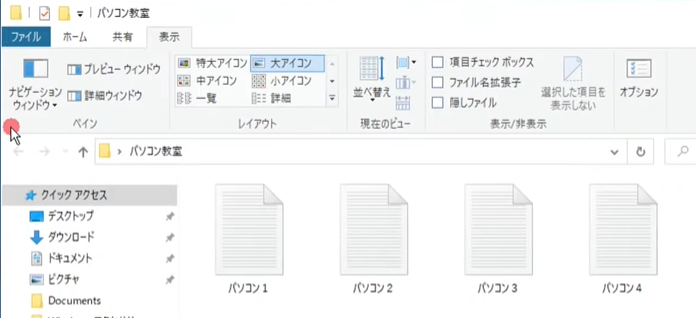 パソコン教室
ファイル ホーム 共有 表示
ナビゲーション ウィンドウ
プレビュー ウィンドウ
詳細ウィンドウ
ペイン
特大アイコン 大アイコン
中アイコン 小アイコン
一覧 詳細
レイアウト
並べ替え
現在のビュー
項目チェック ボックス
ファイル名拡張子
隠しファイル
選択した項目を
表示しない
表示/非表示
オプション
パソコン教室
クイック アクセス
デスクトップ
ダウンロード
ドキュメント
ピクチャ
Documents
パソコン 1 パソコン 2 パソコン 3 パソコン 4